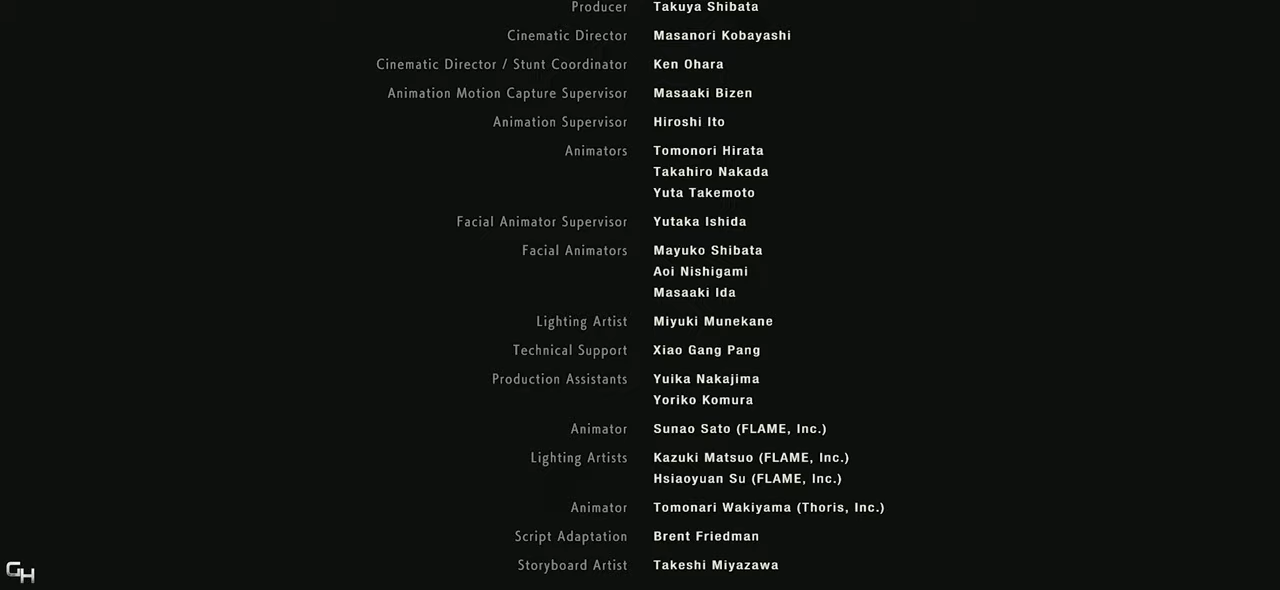 Producer Takuya Shibata
Cinematic Director Masanori Kobayashi
Cinematic Director / Stunt Coordinator Ken Ohara
Animation Motion Capture Supervisor Masaaki Bizen
Animation Supervisor Hiroshi Ito
Animators Tomonori Hirata
Takahiro Nakada
Yuta Takemoto
Facial Animator Supervisor Yutaka Ishida
Facial Animators Mayuko Shibata
Aoi Nishigami
Masaaki Ida
Lighting Artist Miyuki Munekane
Technical Support Xiao Gang Pang
Production Assistants Yuika Nakajima
Yoriko Komura
Animator Sunao Sato (FLAME, Inc.)
Lighting Artists Kazuki Matsuo (FLAME, Inc.)
Hsiaoyuan Su (FLAME, Inc.)
Animator Tomonari Wakiyama (Thoris, Inc.)
Script Adaptation Brent Friedman
Storyboard Artist Takeshi Miyazawa
GH